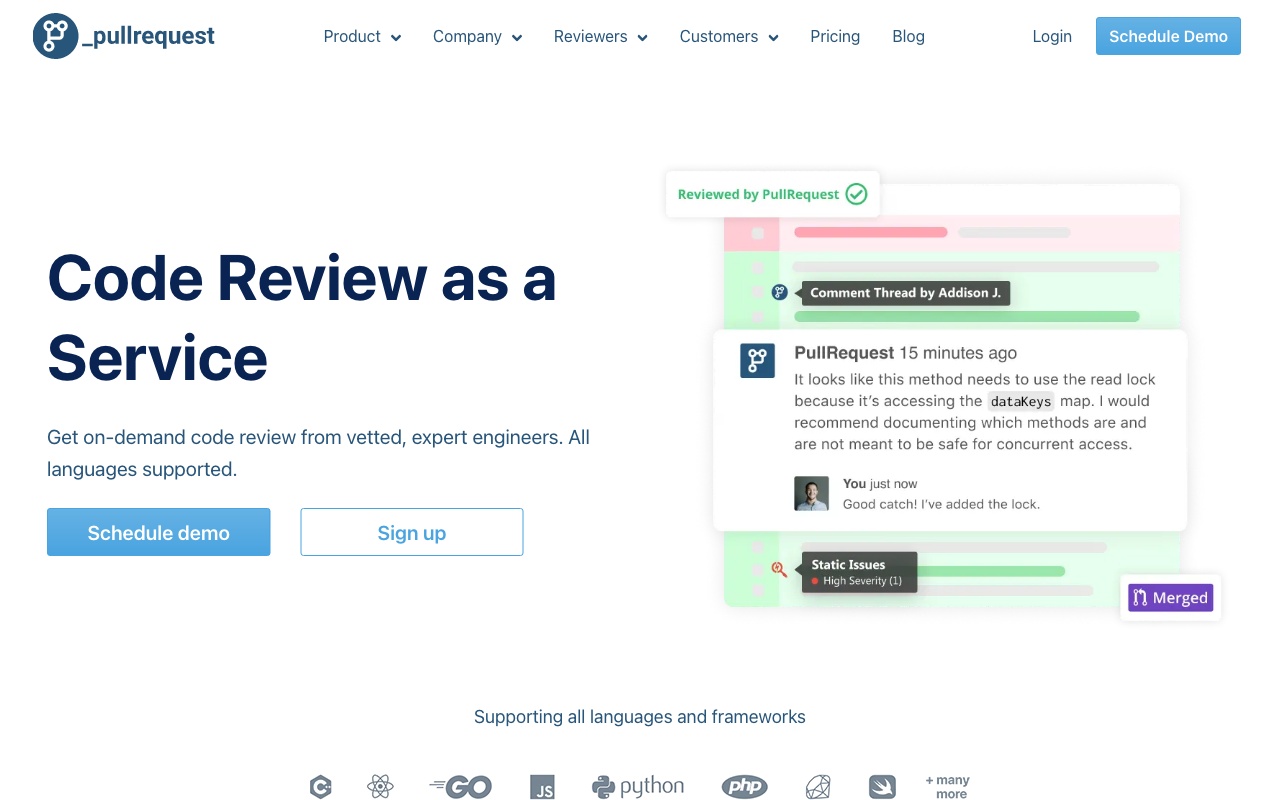 _pullrequest
Product
Company
Reviewers
Customers
Pricing
Blog
Login
Schedule Demo
Code Review as a
Service
Get on-demand code review from vetted, expert engineers. All
languages supported.
Schedule demo
Sign up
Reviewed by PullRequest
Comment Thread by Addison J.
PullRequest 15 minutes ago
It looks like this method needs to use the read lock
because it's accessing the dataKeys map. I would
recommend documenting which methods are and
are not meant to be safe for concurrent access.
You just now
Good catch! I've added the lock.
Static Issues
High Severity (1)
Merged
Supporting all languages and frameworks
C
GO
JS
python
php
+ many
more